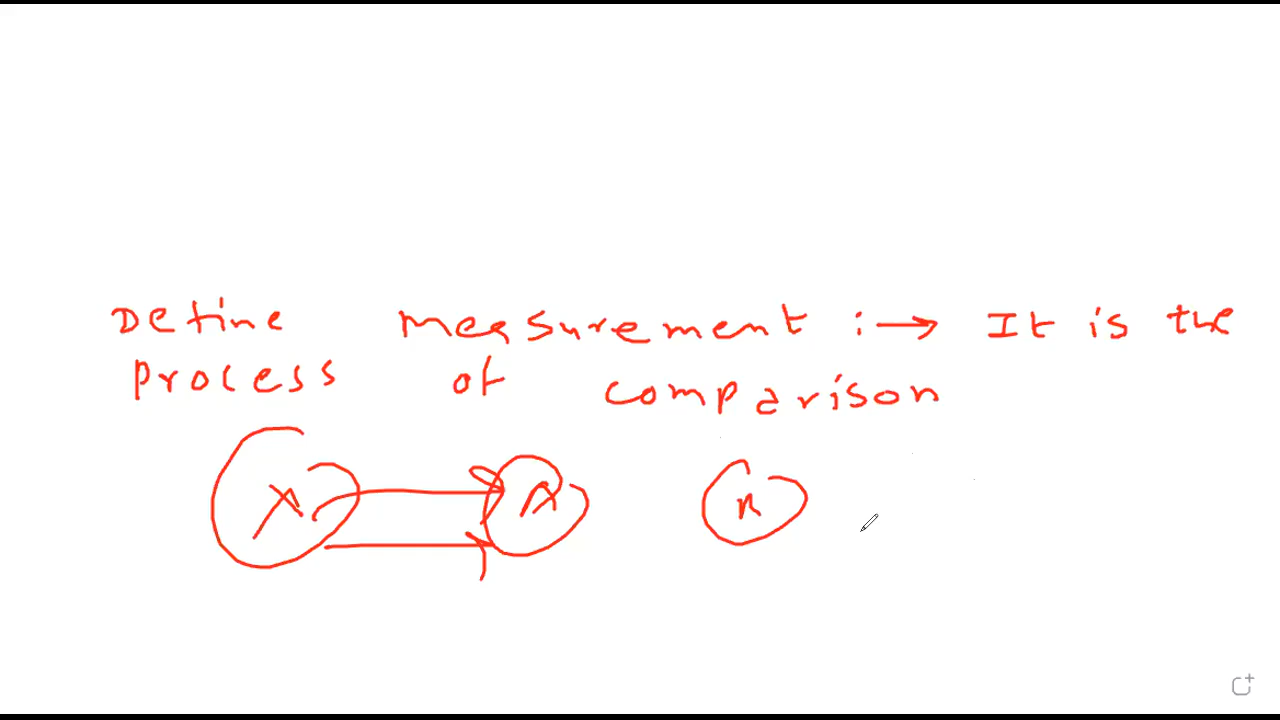 Define measurement :→ It is the
process of comparison
X A R